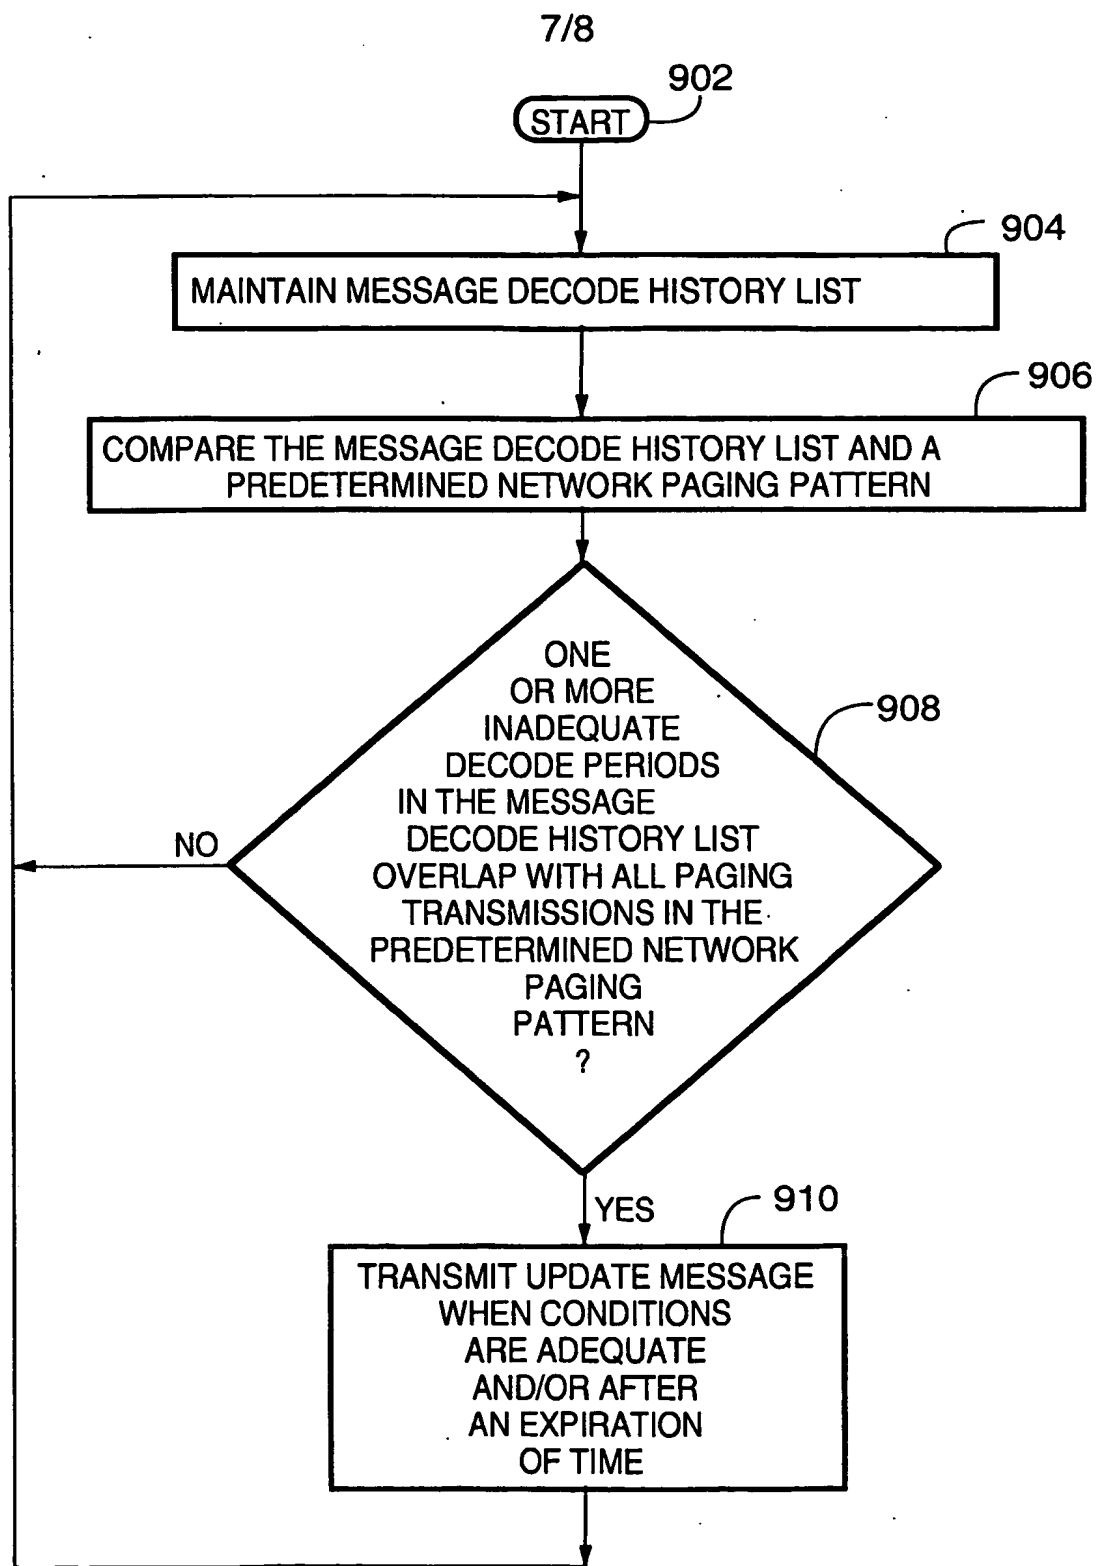 7/8
902
START
904
MAINTAIN MESSAGE DECODE HISTORY LIST
906
COMPARE THE MESSAGE DECODE HISTORY LIST AND A
PREDETERMINED NETWORK PAGING PATTERN
ONE
OR MORE
INADEQUATE
DECODE PERIODS
IN THE MESSAGE
DECODE HISTORY LIST
OVERLAP WITH ALL PAGING
TRANSMISSIONS IN THE
PREDETERMINED NETWORK
PAGING
PATTERN
?
908
NO
YES
910
TRANSMIT UPDATE MESSAGE
WHEN CONDITIONS
ARE ADEQUATE
AND/OR AFTER
AN EXPIRATION
OF TIME